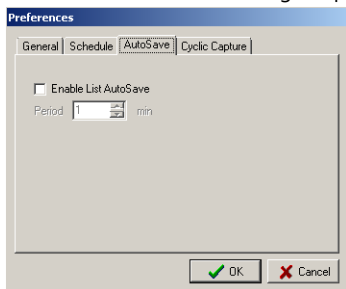 Preferences
General Schedule AutoSave Cyclic Capture
Enable List AutoSave
Period 1 min
OK Cancel